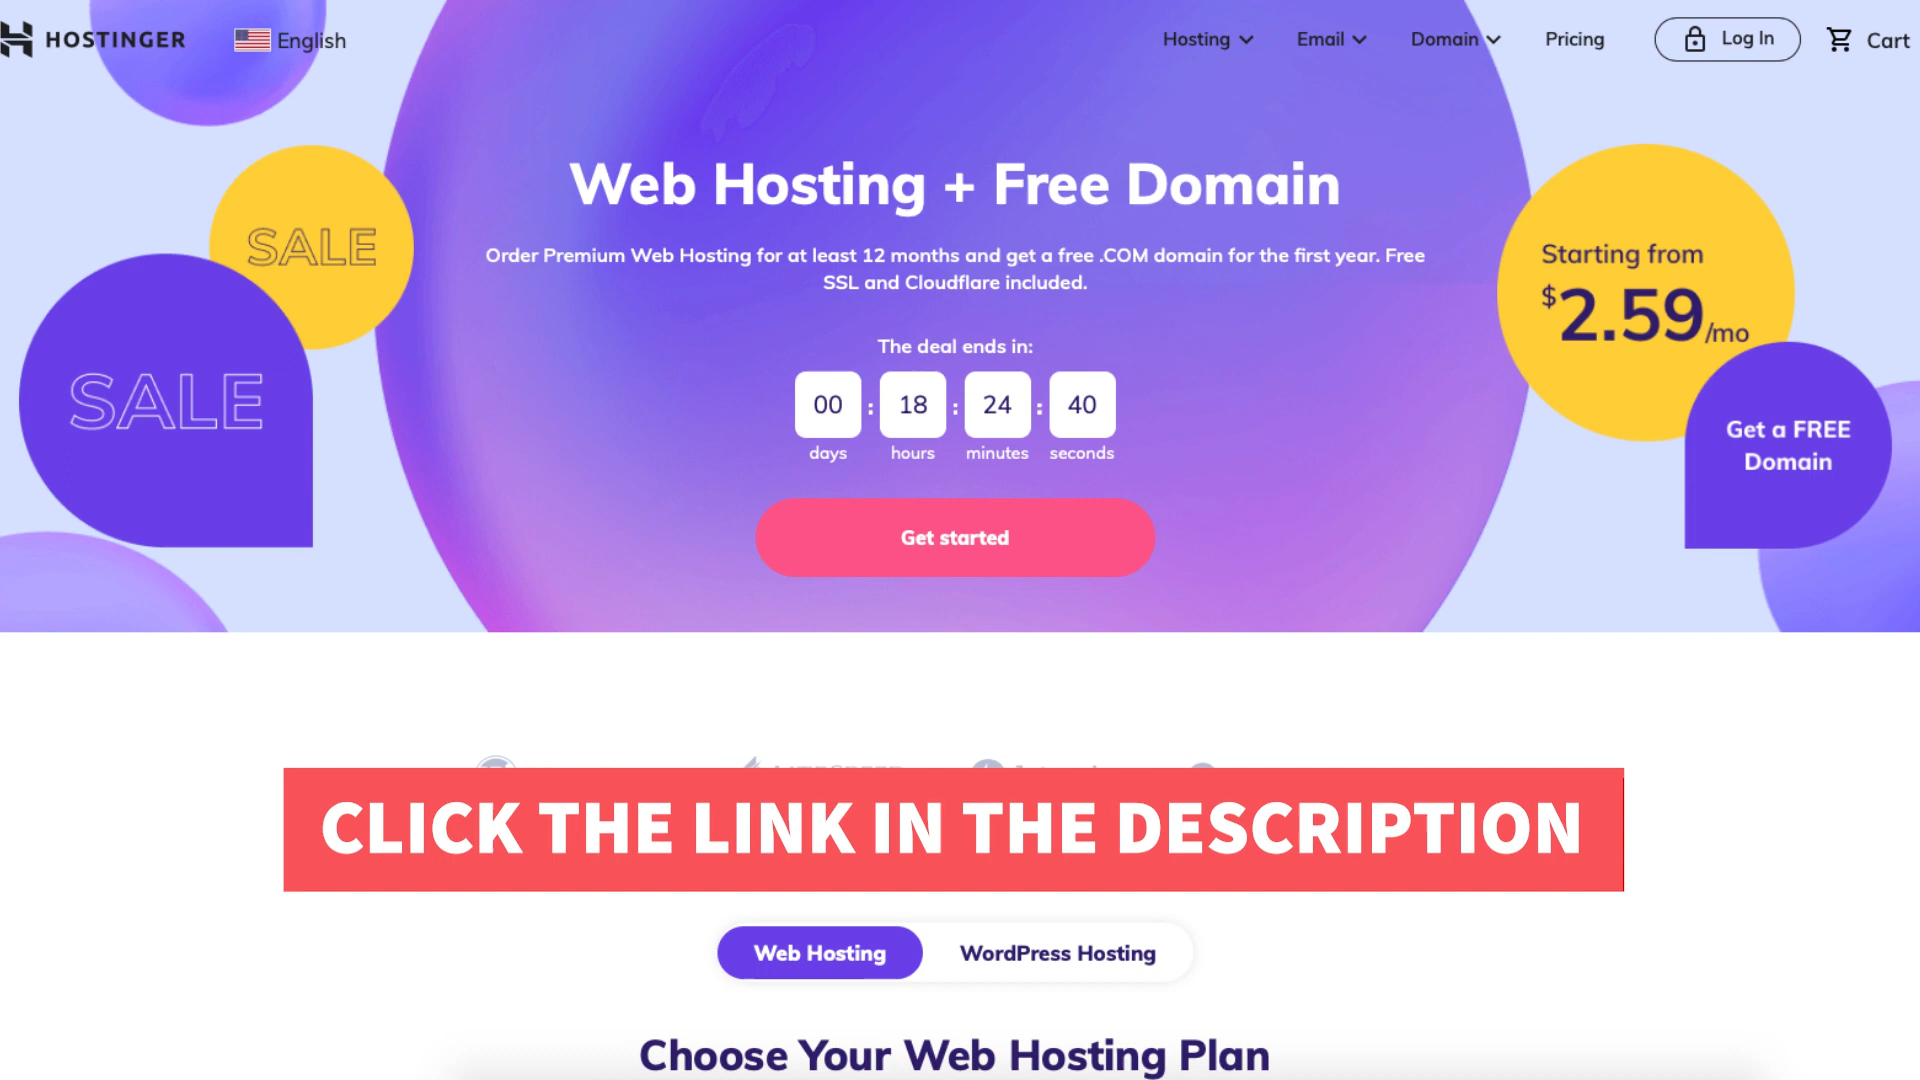 HOSTINGER
English
Hosting
Email
Domain
Pricing
Log In
Cart
Web Hosting + Free Domain
Order Premium Web Hosting for at least 12 months and get a free .COM domain for the first year. Free
SSL and Cloudflare included.
SALE
SALE
Starting from
$2.59/mo
Get a FREE
Domain
The deal ends in:
00 : 18 : 24 : 40
days hours minutes seconds
Get started
CLICK THE LINK IN THE DESCRIPTION
Web Hosting
WordPress Hosting
Choose Your Web Hosting Plan